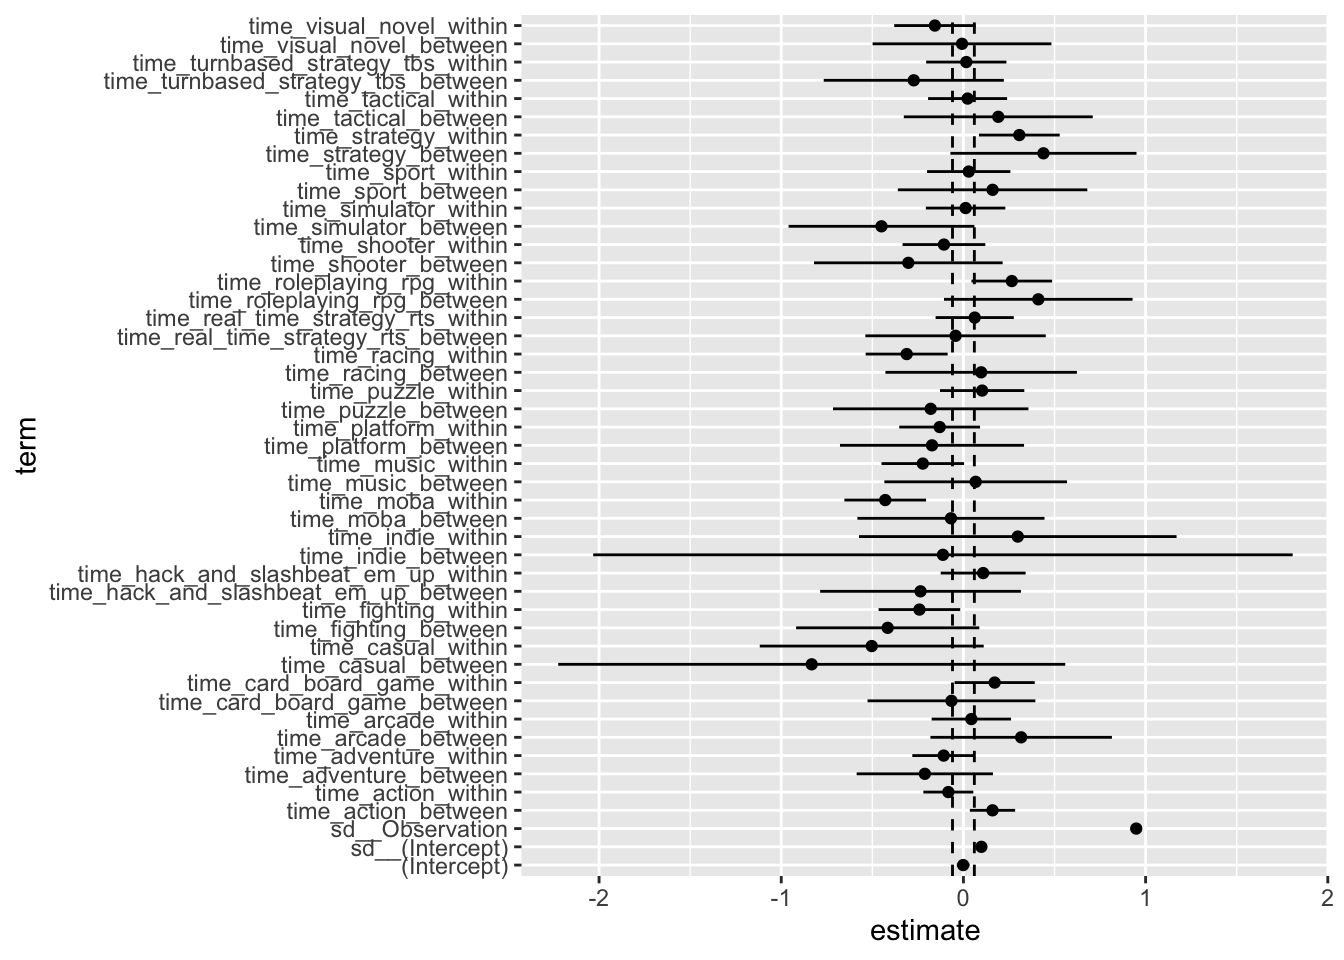 time_visual_novel_within
time_visual_novel_between
time_turnbased_strategy_tbs_within
time_turnbased_strategy_tbs_between
time_tactical_within
time_tactical_between
time_strategy_within
time_strategy_between
time_sport_within
time_sport_between
time_simulator_within
time_simulator_between
time_shooter_within
time_shooter_between
time_roleplaying_rpg_within
time_roleplaying_rpg_between
time_real_time_strategy_rts_within
time_real_time_strategy_rts_between
time_racing_within
time_racing_between
time_puzzle_within
time_puzzle_between
time_platform_within
time_platform_between
time_music_within
time_music_between
time_moba_within
time_moba_between
time_indie_within
time_indie_between
time_hack_and_slashbeat_em_up_within
time_hack_and_slashbeat_em_up_between
time_fighting_within
time_fighting_between
time_casual_within
time_casual_between
time_card_board_game_within
time_card_board_game_between
time_arcade_within
time_arcade_between
time_adventure_within
time_adventure_between
time_action_within
time_action_between
sd__Observation
sd__(Intercept)
(Intercept)
term
-2 -1 0 1 2
estimate